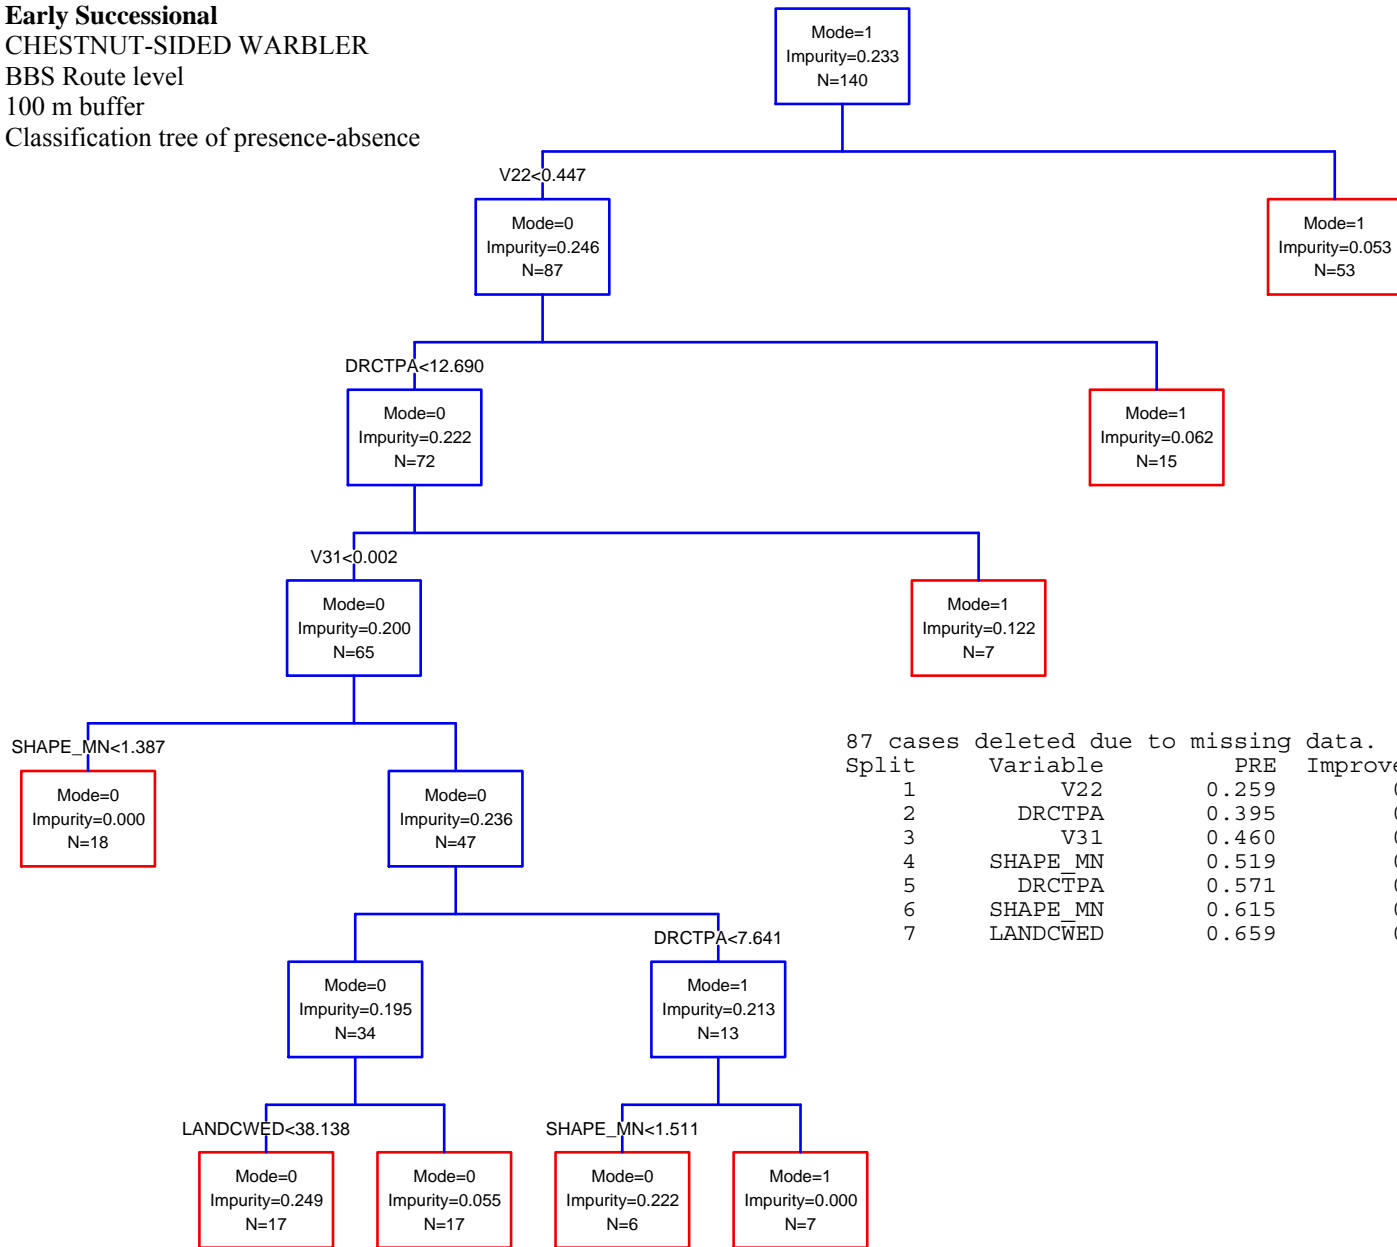 Early Successional
CHESTNUT-SIDED WARBLER
BBS Route level
100 m buffer
Classification tree of presence-absence
Mode=1
Impurity=0.233
N=140
V22<0.447
Mode=0
Impurity=0.246
N=87
Mode=1
Impurity=0.053
N=53
DRCTPA<12.690
Mode=0
Impurity=0.222
N=72
Mode=1
Impurity=0.062
N=15
V31<0.002
Mode=0
Impurity=0.200
N=65
Mode=1
Impurity=0.122
N=7
SHAPE_MN<1.387
Mode=0
Impurity=0.000
N=18
Mode=0
Impurity=0.236
N=47
DRCTPA<7.641
Mode=0
Impurity=0.195
N=34
Mode=1
Impurity=0.213
N=13
LANDCWED<38.138
Mode=0
Impurity=0.249
N=17
Mode=0
Impurity=0.055
N=17
SHAPE_MN<1.511
Mode=0
Impurity=0.222
N=6
Mode=1
Impurity=0.000
N=7
87 cases deleted due to missing data.
Split Variable PRE
1 V22 0.259
2 DRCTPA 0.395
3 V31 0.460
4 SHAPE_MN 0.519
5 DRCTPA 0.571
6 SHAPE_MN 0.615
7 LANDCWED 0.659